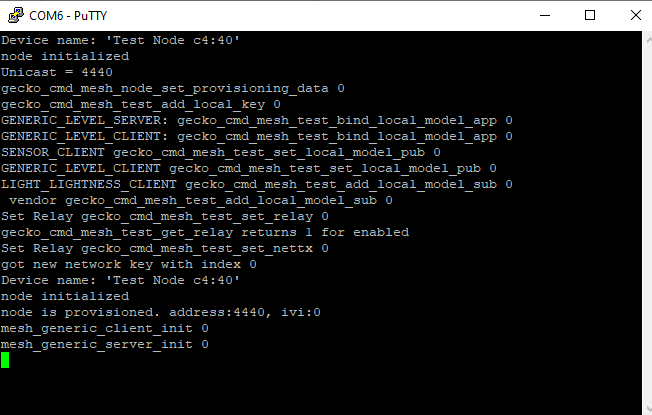 COM6 - PuTTY
Device name: 'Test Node c4:40'
node initialized
Unicast = 4440
gecko_cmd_mesh_node_set_provisioning_data 0
gecko_cmd_mesh_test_add_local_key 0
GENERIC_LEVEL_SERVER: gecko_cmd_mesh_test_bind_local_model_app 0
GENERIC_LEVEL_CLIENT: gecko_cmd_mesh_test_bind_local_model_app 0
SENSOR_CLIENT gecko_cmd_mesh_test_set_local_model_pub 0
GENERIC_LEVEL_CLIENT gecko_cmd_mesh_test_set_local_model_pub 0
LIGHT_LIGHTNESS_CLIENT gecko_cmd_mesh_test_add_local_model_sub 0
 vendor gecko_cmd_mesh_test_add_local_model_sub 0
Set Relay gecko_cmd_mesh_test_set_relay 0
gecko_cmd_mesh_test_get_relay returns 1 for enabled
Set Relay gecko_cmd_mesh_test_set_nettx 0
got new network key with index 0
Device name: 'Test Node c4:40'
node initialized
node is provisioned. address:4440, ivi:0
mesh_generic_client_init 0
mesh_generic_server_init 0